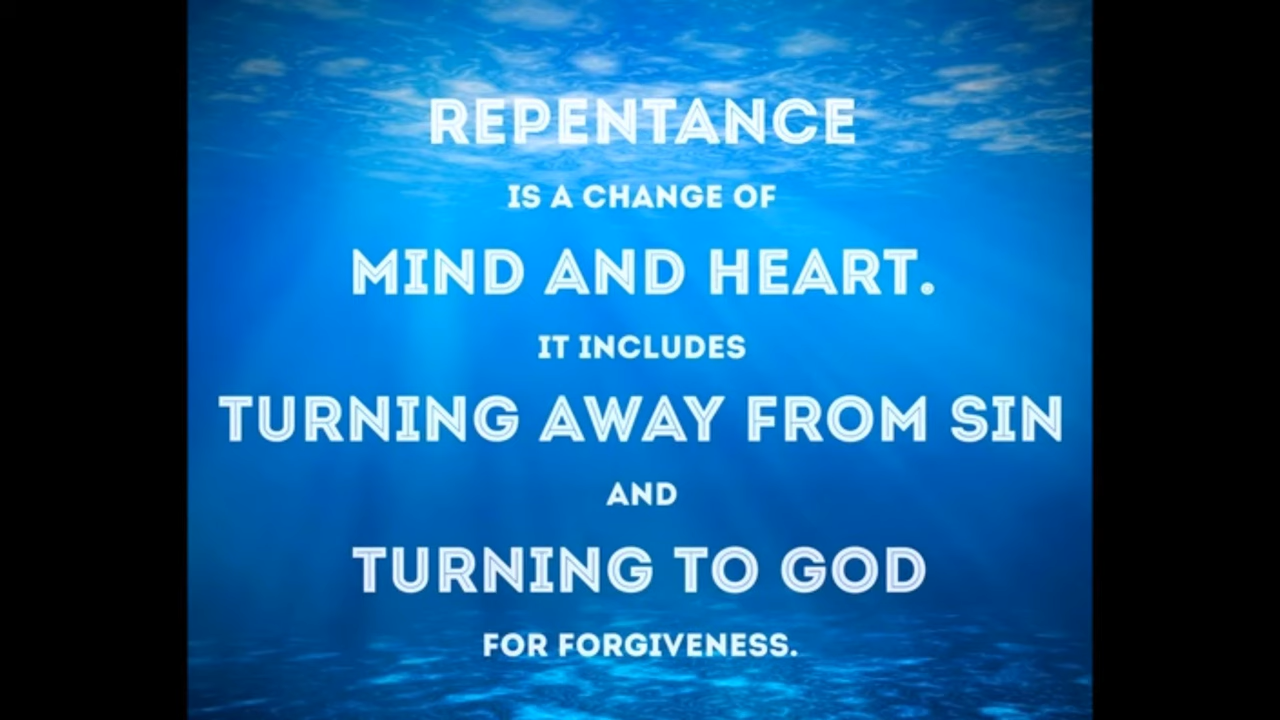 REPENTANCE
IS A CHANGE OF
MIND AND HEART.
IT INCLUDES
TURNING AWAY FROM SIN
AND
TURNING TO GOD
FOR FORGIVENESS.